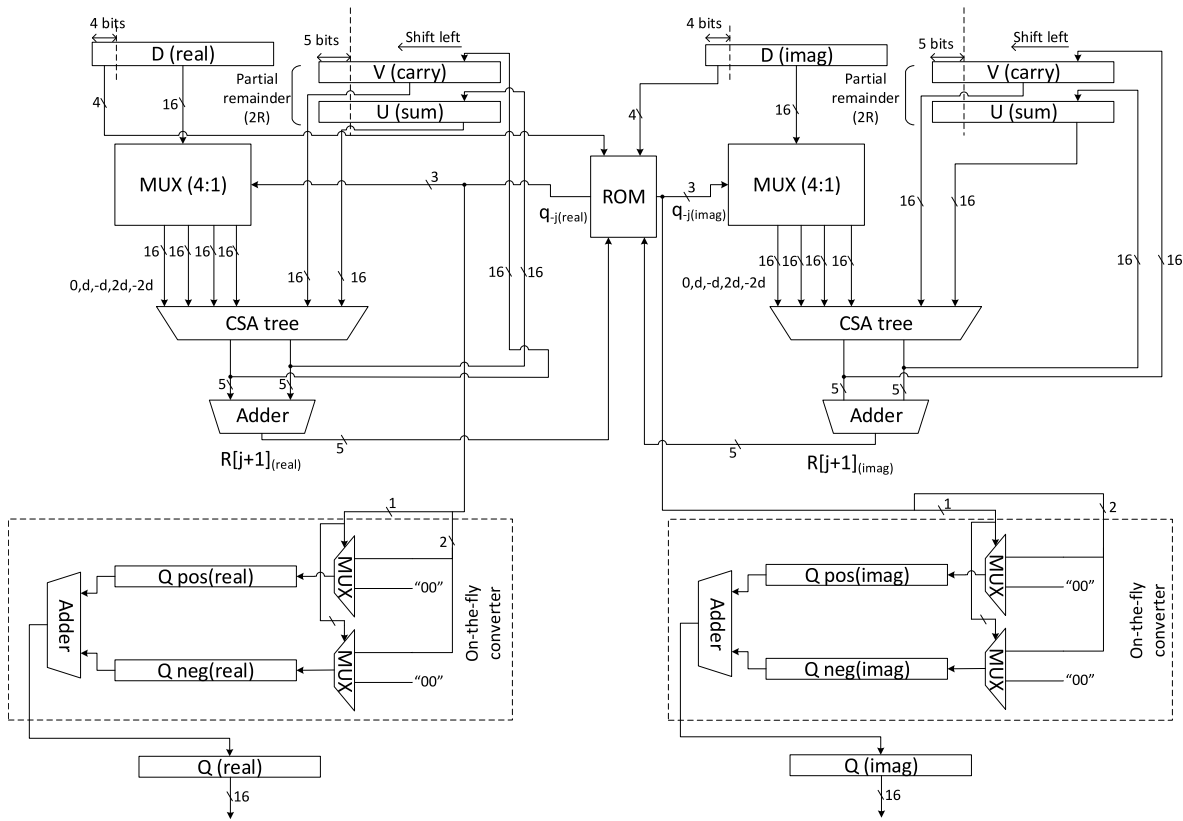 4 bits
D (real)
5 bits
Shift left
V (carry)
Partial
remainder
(2R)
U (sum)
4
16
MUX (4:1)
3
q-j(real)
16 16 16 16
0,d,-d,2d,-2d
16
16
16
16
CSA tree
5
5
Adder
5
R[j+1](real)
ROM
4 bits
D (imag)
5 bits
Shift left
V (carry)
Partial
remainder
(2R)
U (sum)
4
16
MUX (4:1)
3
q-j(imag)
16 16 16 16
0,d,-d,2d,-2d
16
16
16
16
CSA tree
5
5
Adder
5
R[j+1](imag)
1
2
MUX
"00"
Q pos(real)
Adder
MUX
"00"
Q neg(real)
On-the-fly
converter
Q (real)
16
1
2
MUX
"00"
Q pos(imag)
Adder
MUX
"00"
Q neg(imag)
On-the-fly
converter
Q (imag)
16